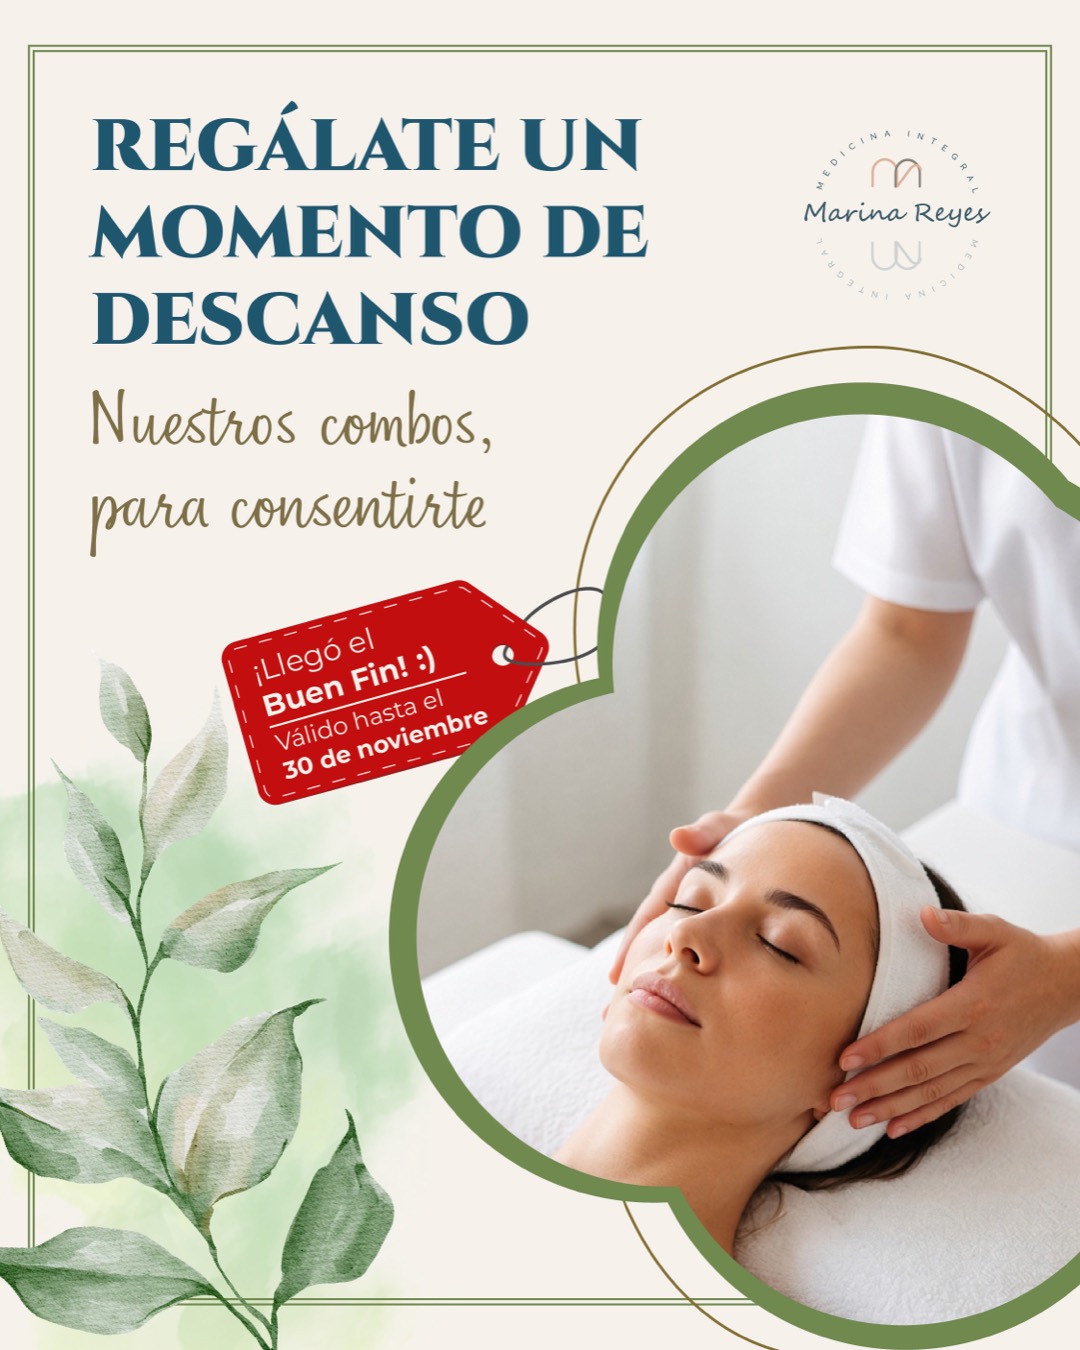 REGÁLATE UN
MOMENTO DE
DESCANSO
MEDICINA INTEGRAL
Marina Reyes
MEDICINA INTEGRAL
Nuestros combos,
para consentirte
¡Llegó el
Buen Fin! :)
Válido hasta el
30 de noviembre